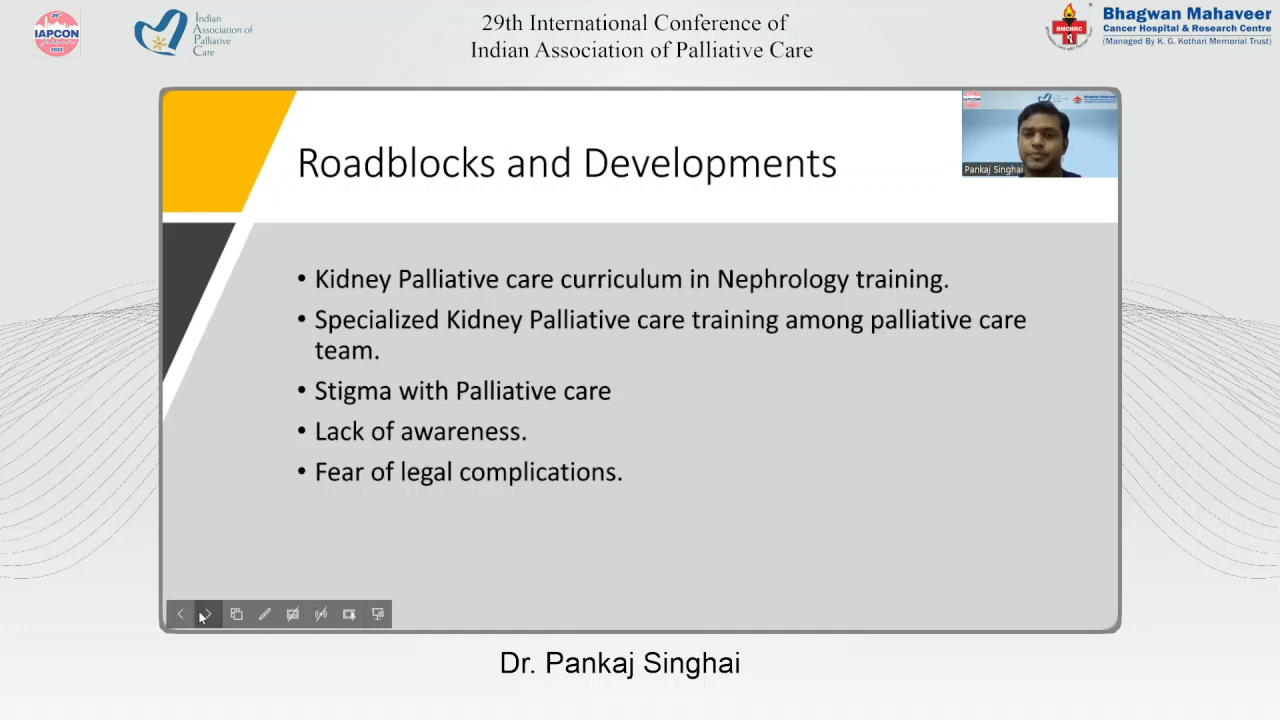 29th
IAPCON
2022
Indian
Association of
Palliative
Care
29th International Conference of
Indian Association of Palliative Care
BMCHRC
Bhagwan Mahaveer
Cancer Hospital & Research Centre
(Managed By K. G. Kothari Memorial Trust)
Roadblocks and Developments
Pankaj Singhai
• Kidney Palliative care curriculum in Nephrology training.
• Specialized Kidney Palliative care training among palliative care
team.
• Stigma with Palliative care
• Lack of awareness.
• Fear of legal complications.
Dr. Pankaj Singhai